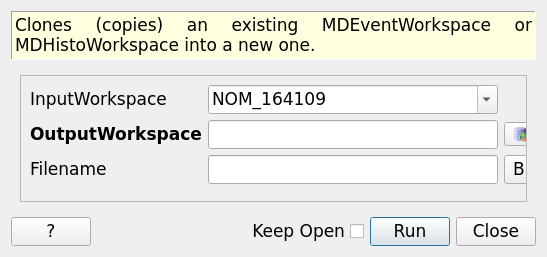 Clones (copies) an existing MDEventWorkspace or
MDHistoWorkspace into a new one.
InputWorkspace NOM_164109
OutputWorkspace
Filename B
? Keep Open Run Close